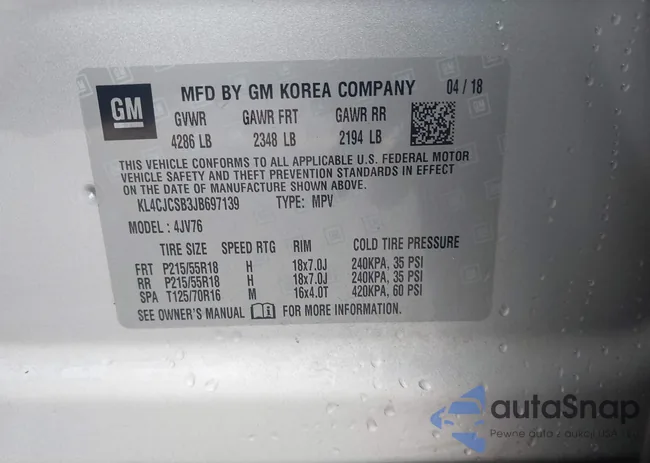 GM
MFD BY GM KOREA COMPANY 04 / 18
GVWR GAWR FRT GAWR RR
4286 LB 2348 LB 2194 LB
THIS VEHICLE CONFORMS TO ALL APPLICABLE U.S. FEDERAL MOTOR
VEHICLE SAFETY AND THEFT PREVENTION STANDARDS IN EFFECT
ON THE DATE OF MANUFACTURE SHOWN ABOVE.
KL4CJCSB3JB697139 TYPE: MPV
MODEL : 4JV76
TIRE SIZE SPEED RTG RIM COLD TIRE PRESSURE
FRT P215/55R18 H 18x7.0J 240KPA, 35 PSI
RR P215/55R18 H 18x7.0J 240KPA, 35 PSI
SPA T125/70R16 M 16x4.0T 420KPA, 60 PSI
SEE OWNER'S MANUAL FOR MORE INFORMATION.
autoSnap
Pewne auta z aukcji USA